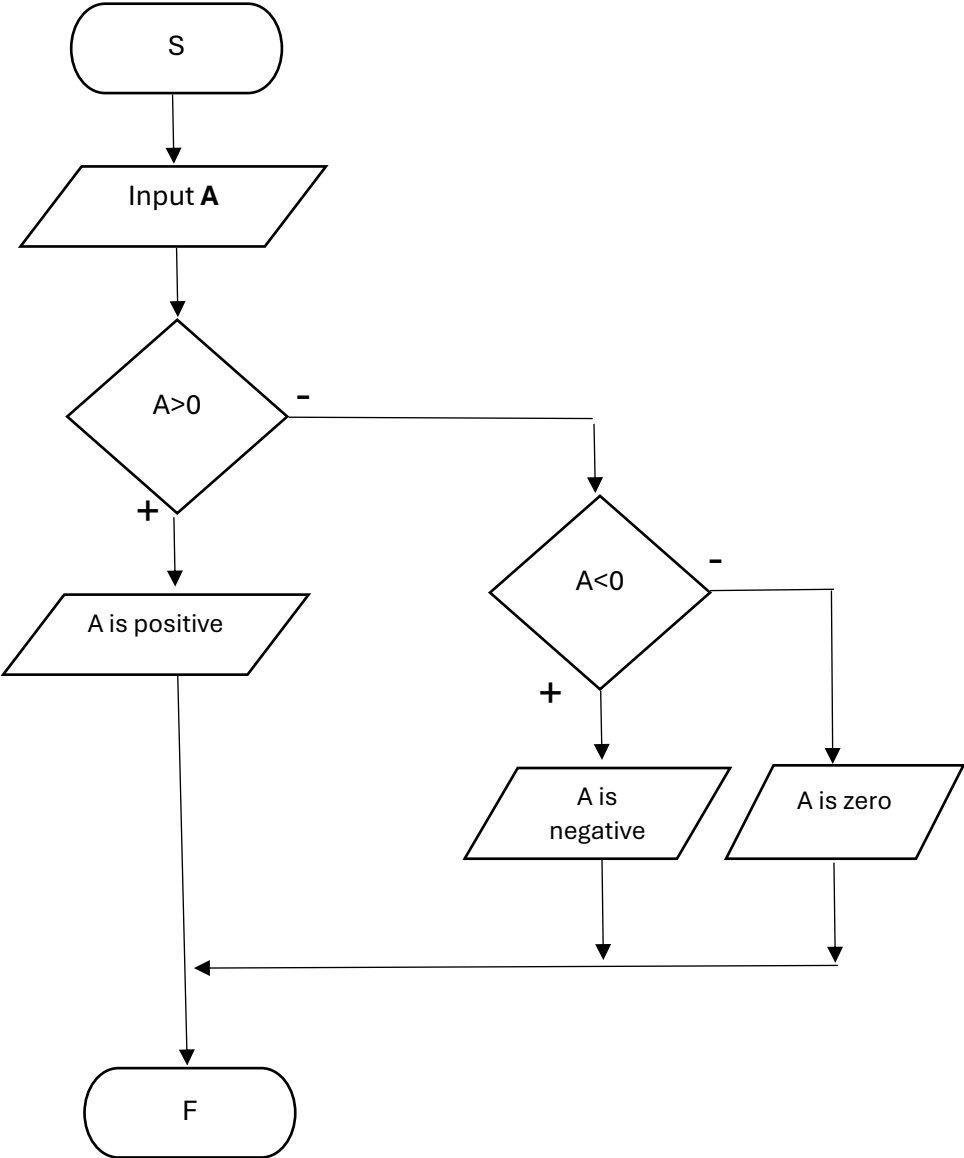 S
Input A
A>0
-
+
A<0
-
A is positive
+
A is
negative
A is zero
F